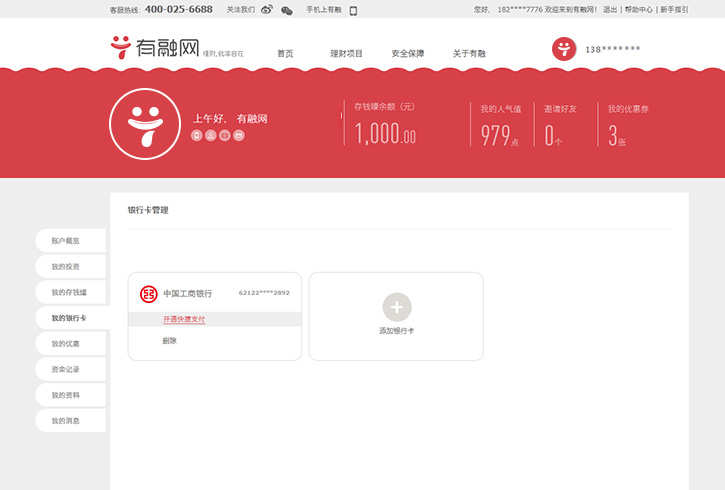 客服热线: 400-025-6688 关注我们 手机上有融 您好, 182****7776 欢迎来到有融网! 退出 | 帮助中心 | 新手指引
有融网 理财,就享自在 首页 理财项目 安全保障 关于有融 138*******
上午好, 有融网
存钱罐余额（元）
1,000.00
我的人气值
979点
邀请好友
0个
我的优惠券
3张
账户概览
我的投资
我的存钱罐
我的银行卡
我的优惠
资金记录
我的资料
我的消息
银行卡管理
中国工商银行 62122****2892
开通快捷支付
删除
添加银行卡